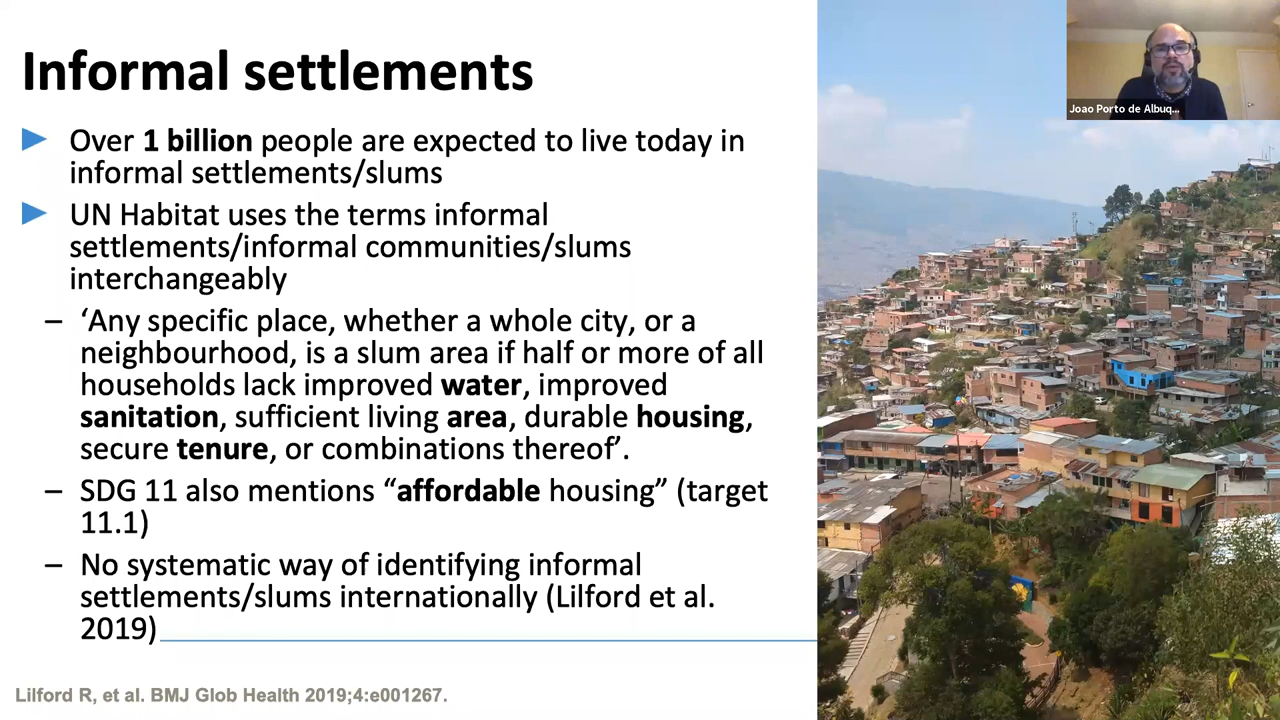 Informal settlements
Over 1 billion people are expected to live today in
informal settlements/slums
UN Habitat uses the terms informal
settlements/informal communities/slums
interchangeably
– ‘Any specific place, whether a whole city, or a
neighbourhood, is a slum area if half or more of all
households lack improved water, improved
sanitation, sufficient living area, durable housing,
secure tenure, or combinations thereof’.
– SDG 11 also mentions “affordable housing” (target
11.1)
– No systematic way of identifying informal
settlements/slums internationally (Lilford et al.
2019)
Lilford R, et al. BMJ Glob Health 2019;4:e001267.
Joao Porto de Albuq...